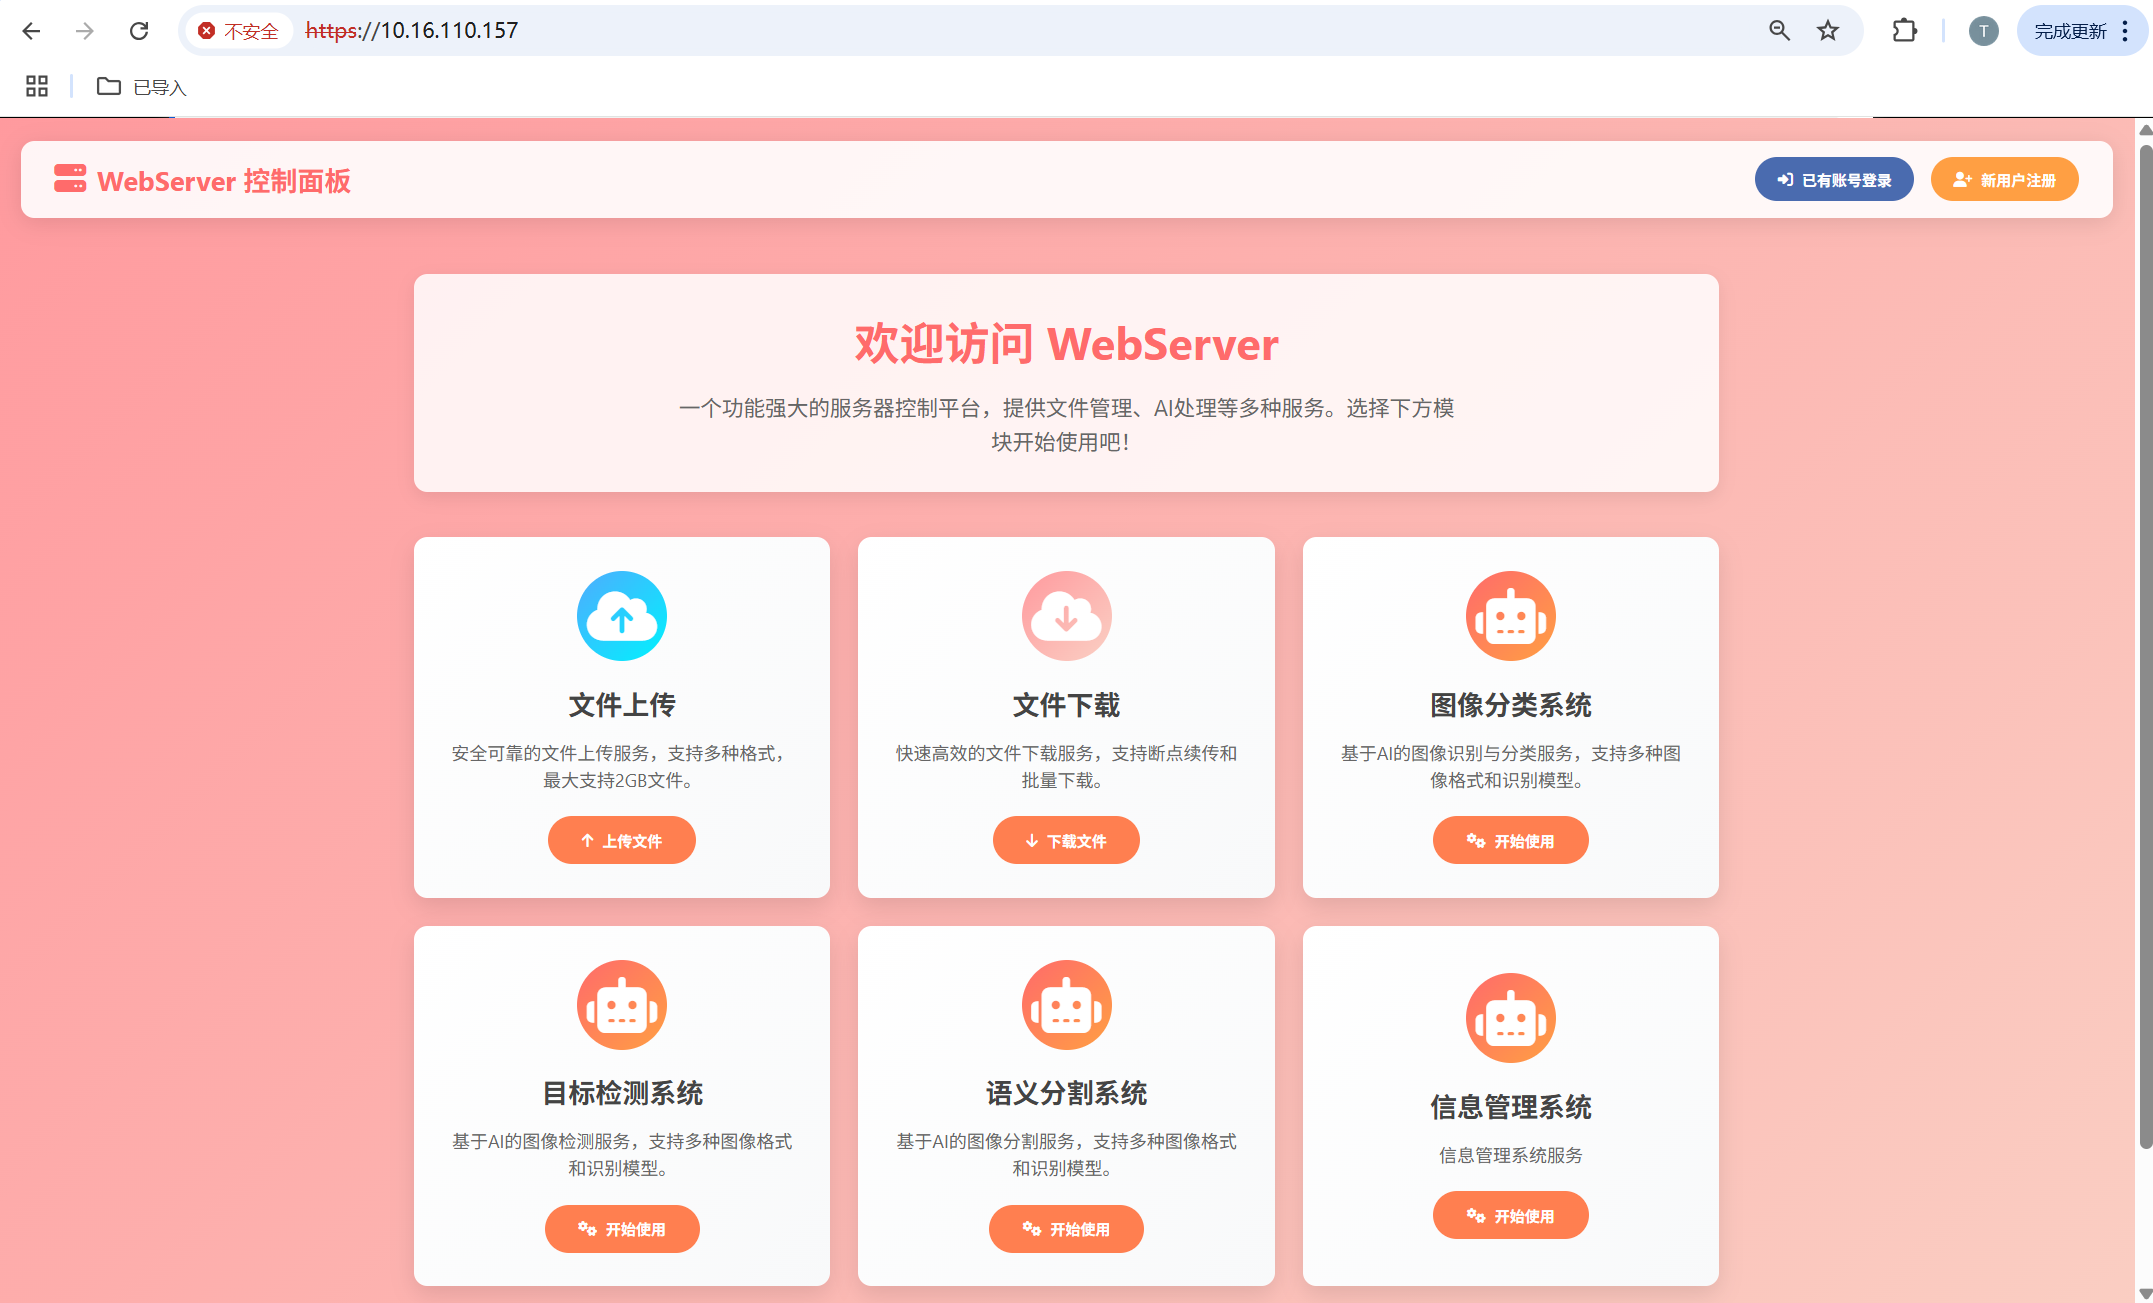 不安全
https://10.16.110.157
T
完成更新
已导入
WebServer 控制面板
已有账号登录
新用户注册
欢迎访问 WebServer
一个功能强大的服务器控制平台，提供文件管理、AI处理等多种服务。选择下方模
块开始使用吧！
文件上传
安全可靠的文件上传服务，支持多种格式，
最大支持2GB文件。
上传文件
文件下载
快速高效的文件下载服务，支持断点续传和
批量下载。
下载文件
图像分类系统
基于AI的图像识别与分类服务，支持多种图
像格式和识别模型。
开始使用
目标检测系统
基于AI的图像检测服务，支持多种图像格式
和识别模型。
开始使用
语义分割系统
基于AI的图像分割服务，支持多种图像格式
和识别模型。
开始使用
信息管理系统
信息管理系统服务
开始使用